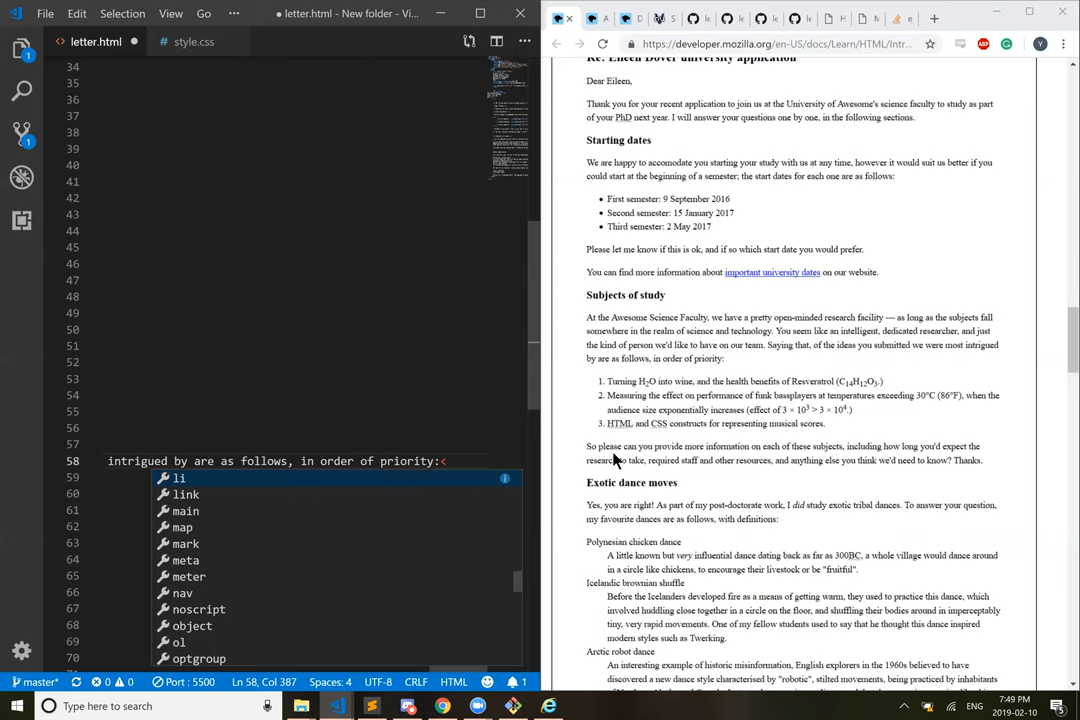 File Edit Selection View Go ··· ● letter.html - New folder - Vi...
letter.html ● style.css
34
35
36
37
38
39
40
41
42
43
44
45
46
47
48
49
50
51
52
53
54
55
56
57
58 intrigued by are as follows, in order of priority:<
59 li
60 link
61 main
62 map
63 mark
64 meta
65 meter
66 nav
67 noscript
68 object
69 ol
70 optgroup
master* 0 0 Port : 5500 Ln 58, Col 387 Spaces: 4 UTF-8 CRLF HTML 1
https://developer.mozilla.org/en-US/docs/Learn/HTML/Intr...
Re: Eileen Dover university application
Dear Eileen,
Thank you for your recent application to join us at the University of Awesome's science faculty to study as part
of your PhD next year. I will answer your questions one by one, in the following sections.
Starting dates
We are happy to accomodate you starting your study with us at any time, however it would suit us better if you
could start at the beginning of a semester; the start dates for each one are as follows:
• First semester: 9 September 2016
• Second semester: 15 January 2017
• Third semester: 2 May 2017
Please let me know if this is ok, and if so which start date you would prefer.
You can find more information about important university dates on our website.
Subjects of study
At the Awesome Science Faculty, we have a pretty open-minded research facility — as long as the subjects fall
somewhere in the realm of science and technology. You seem like an intelligent, dedicated researcher, and just
the kind of person we'd like to have on our team. Saying that, of the ideas you submitted we were most intrigued
by are as follows, in order of priority:
1. Turning H₂O into wine, and the health benefits of Resveratrol (C₁₄H₁₂O₃.)
2. Measuring the effect on performance of funk bassplayers at temperatures exceeding 30°C (86°F), when the
audience size exponentially increases (effect of 3 × 10³ > 3 × 10⁴.)
3. HTML and CSS constructs for representing musical scores.
So please can you provide more information on each of these subjects, including how long you'd expect the
research to take, required staff and other resources, and anything else you think we'd need to know? Thanks.
Exotic dance moves
Yes, you are right! As part of my post-doctorate work, I did study exotic tribal dances. To answer your question,
my favourite dances are as follows, with definitions:
Polynesian chicken dance
A little known but very influential dance dating back as far as 300BC, a whole village would dance around
in a circle like chickens, to encourage their livestock or be "fruitful".
Icelandic brownian shuffle
Before the Icelanders developed fire as a means of getting warm, they used to practice this dance, which
involved huddling close together in a circle on the floor, and shuffling their bodies around in imperceptably
tiny, very rapid movements. One of my fellow students used to say that he thought this dance inspired
modern styles such as Twerking.
Arctic robot dance
An interesting example of historic misinformation, English explorers in the 1960s believed to have
discovered a new dance style characterised by "robotic", stilted movements, being practiced by inhabitants
Type here to search
ENG 7:49 PM
2019-02-10